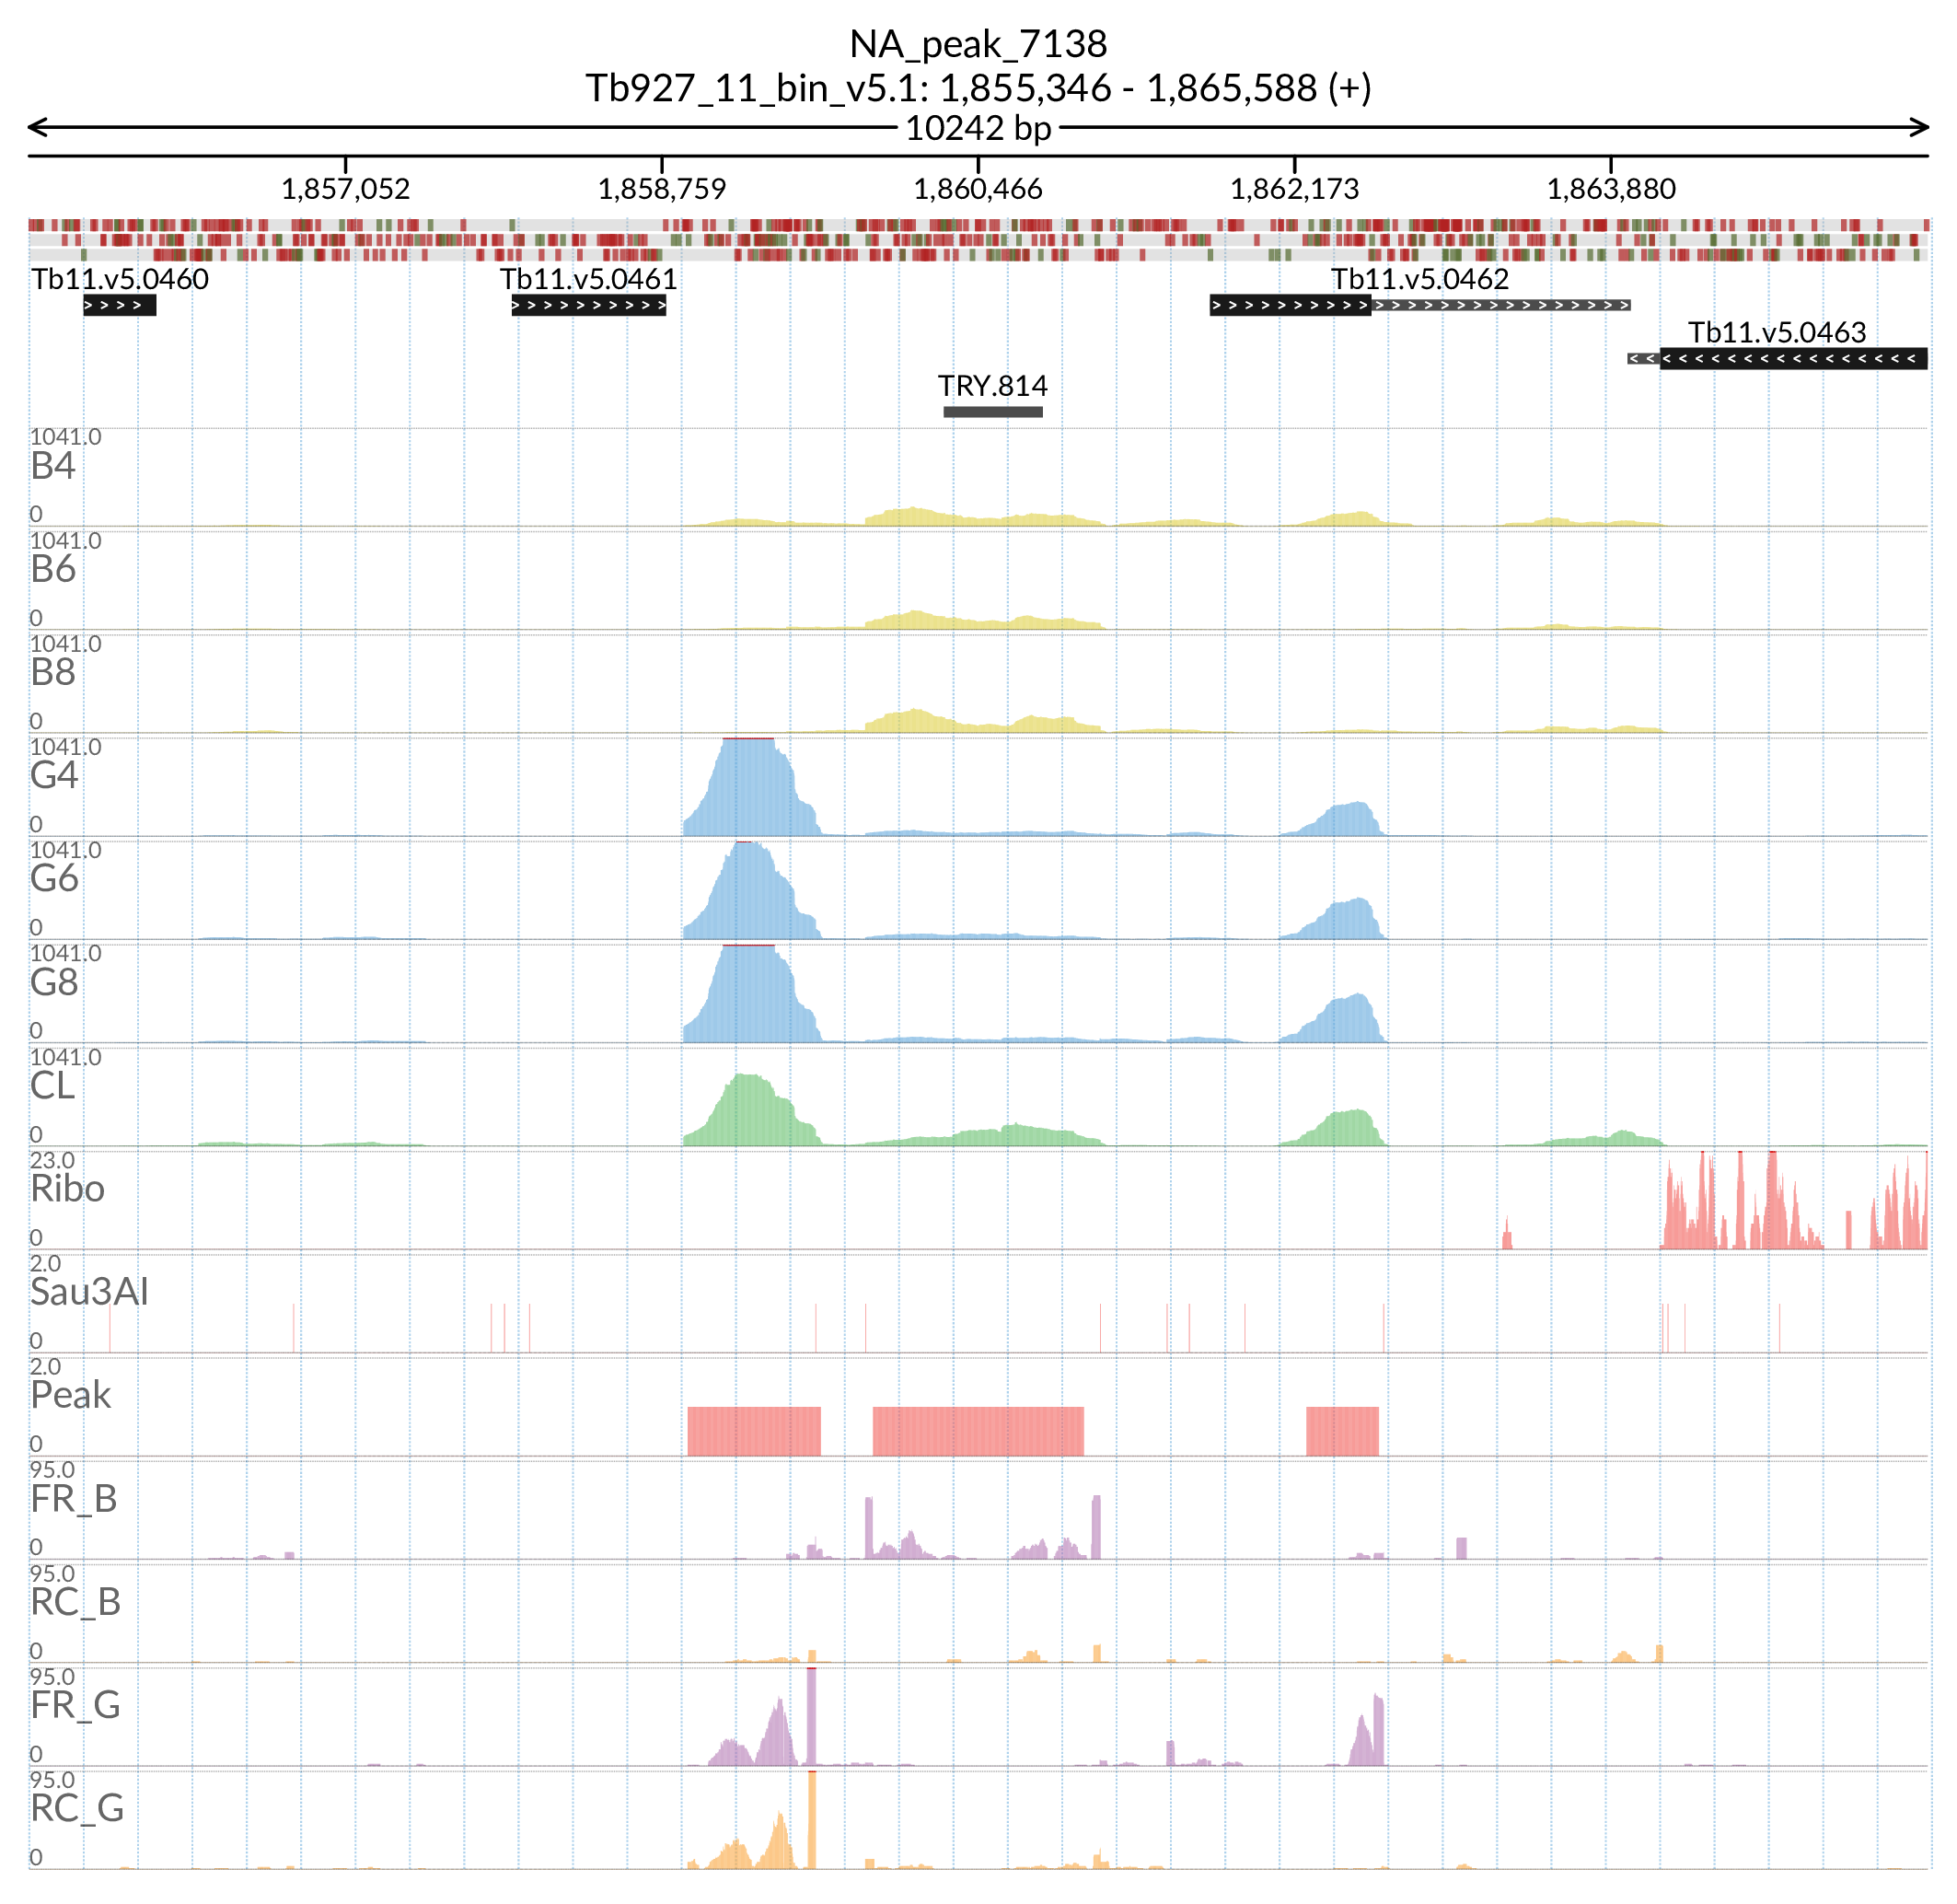 NA_peak_7138
Tb927_11_bin_v5.1: 1,855,346 - 1,865,588 (+)
10242 bp
1,857,052 1,858,759 1,860,466 1,862,173 1,863,880
Tb11.v5.0460 Tb11.v5.0461 Tb11.v5.0462
Tb11.v5.0463
TRY.814
1041.0
B4
0
1041.0
B6
0
1041.0
B8
0
1041.0
G4
0
1041.0
G6
0
1041.0
G8
0
1041.0
CL
0
23.0
Ribo
0
2.0
Sau3AI
0
2.0
Peak
0
95.0
FR_B
0
95.0
RC_B
0
95.0
FR_G
0
95.0
RC_G
0